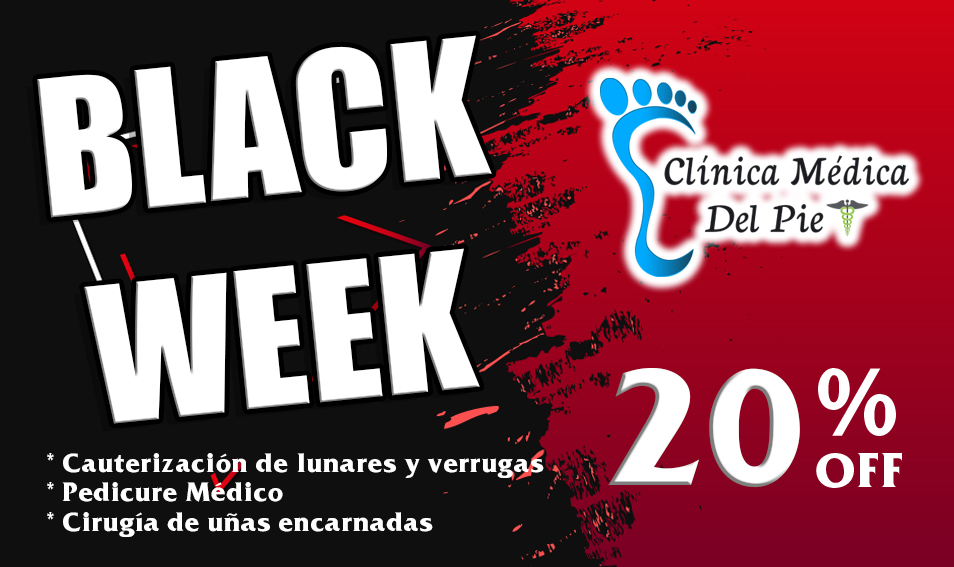 BLACK
WEEK
Clínica Médica
Del Pie
20%
OFF
* Cauterización de lunares y verrugas
* Pedicure Médico
* Cirugía de uñas encarnadas